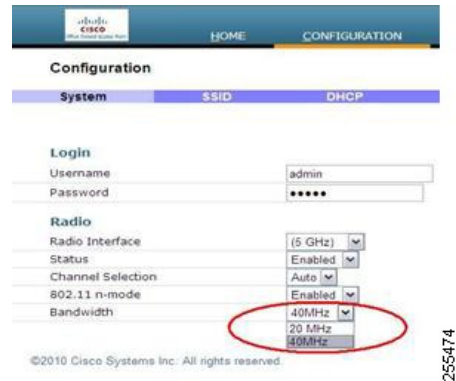 CISCO
HOME CONFIGURATION
Configuration
System SSID DHCP
Login
Username admin
Password •••••
Radio
Radio Interface (5 GHz)
Status Enabled
Channel Selection Auto
802.11 n-mode Enabled
Bandwidth 40MHz
20 MHz
40MHz
©2010 Cisco Systems Inc. All rights reserved.
255474